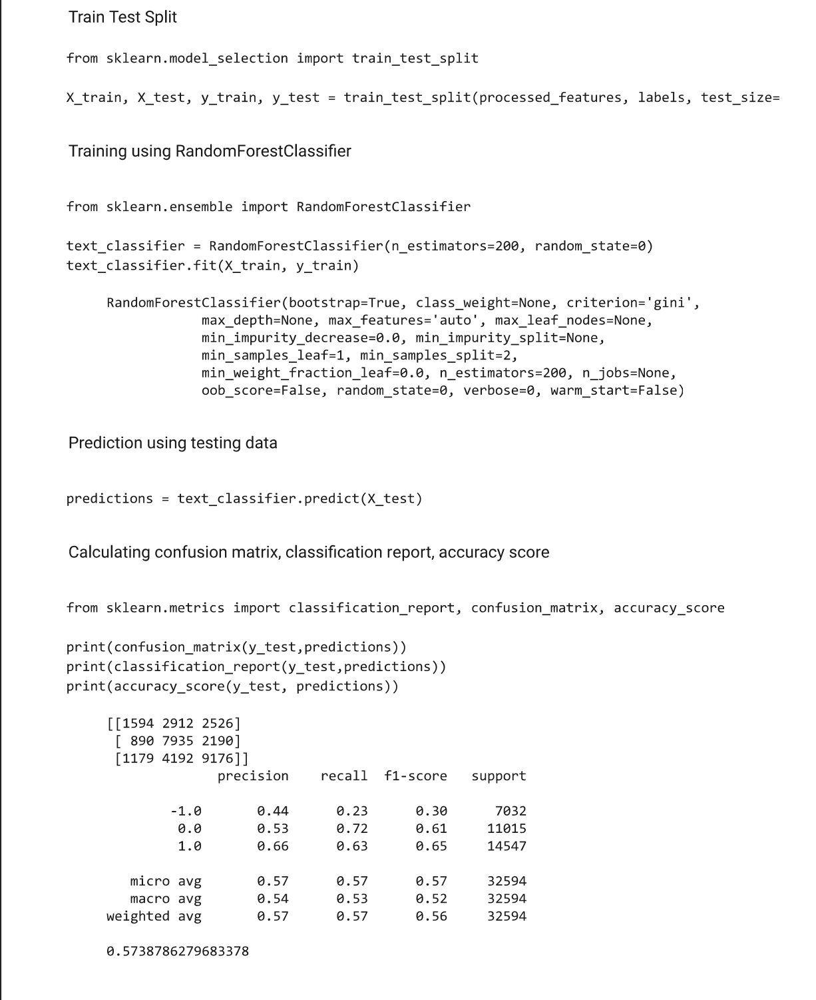 Train Test Split
from sklearn.model_selection import train_test_split
X_train, X_test, y_train, y_test = train_test_split(processed_features, labels, test_size=
Training using RandomForestClassifier
from sklearn.ensemble import RandomForestClassifier
text_classifier = RandomForestClassifier(n_estimators=200, random_state=0)
text_classifier.fit(X_train, y_train)
RandomForestClassifier(bootstrap=True, class_weight=None, criterion='gini',
max_depth=None, max_features='auto', max_leaf_nodes=None,
min_impurity_decrease=0.0, min_impurity_split=None,
min_samples_leaf=1, min_samples_split=2,
min_weight_fraction_leaf=0.0, n_estimators=200, n_jobs=None,
oob_score=False, random_state=0, verbose=0, warm_start=False)
Prediction using testing data
predictions = text_classifier.predict(X_test)
Calculating confusion matrix, classification report, accuracy score
from sklearn.metrics import classification_report, confusion_matrix, accuracy_score
print(confusion_matrix(y_test,predictions))
print(classification_report(y_test,predictions))
print(accuracy_score(y_test, predictions))
[[1594 2912 2526]
[ 890 7935 2190]
[1179 4192 9176]]
precision recall f1-score support
-1.0 0.44 0.23 0.30 7032
0.0 0.53 0.72 0.61 11015
1.0 0.66 0.63 0.65 14547
micro avg 0.57 0.57 0.57 32594
macro avg 0.54 0.53 0.52 32594
weighted avg 0.57 0.57 0.56 32594
0.5738786279683378